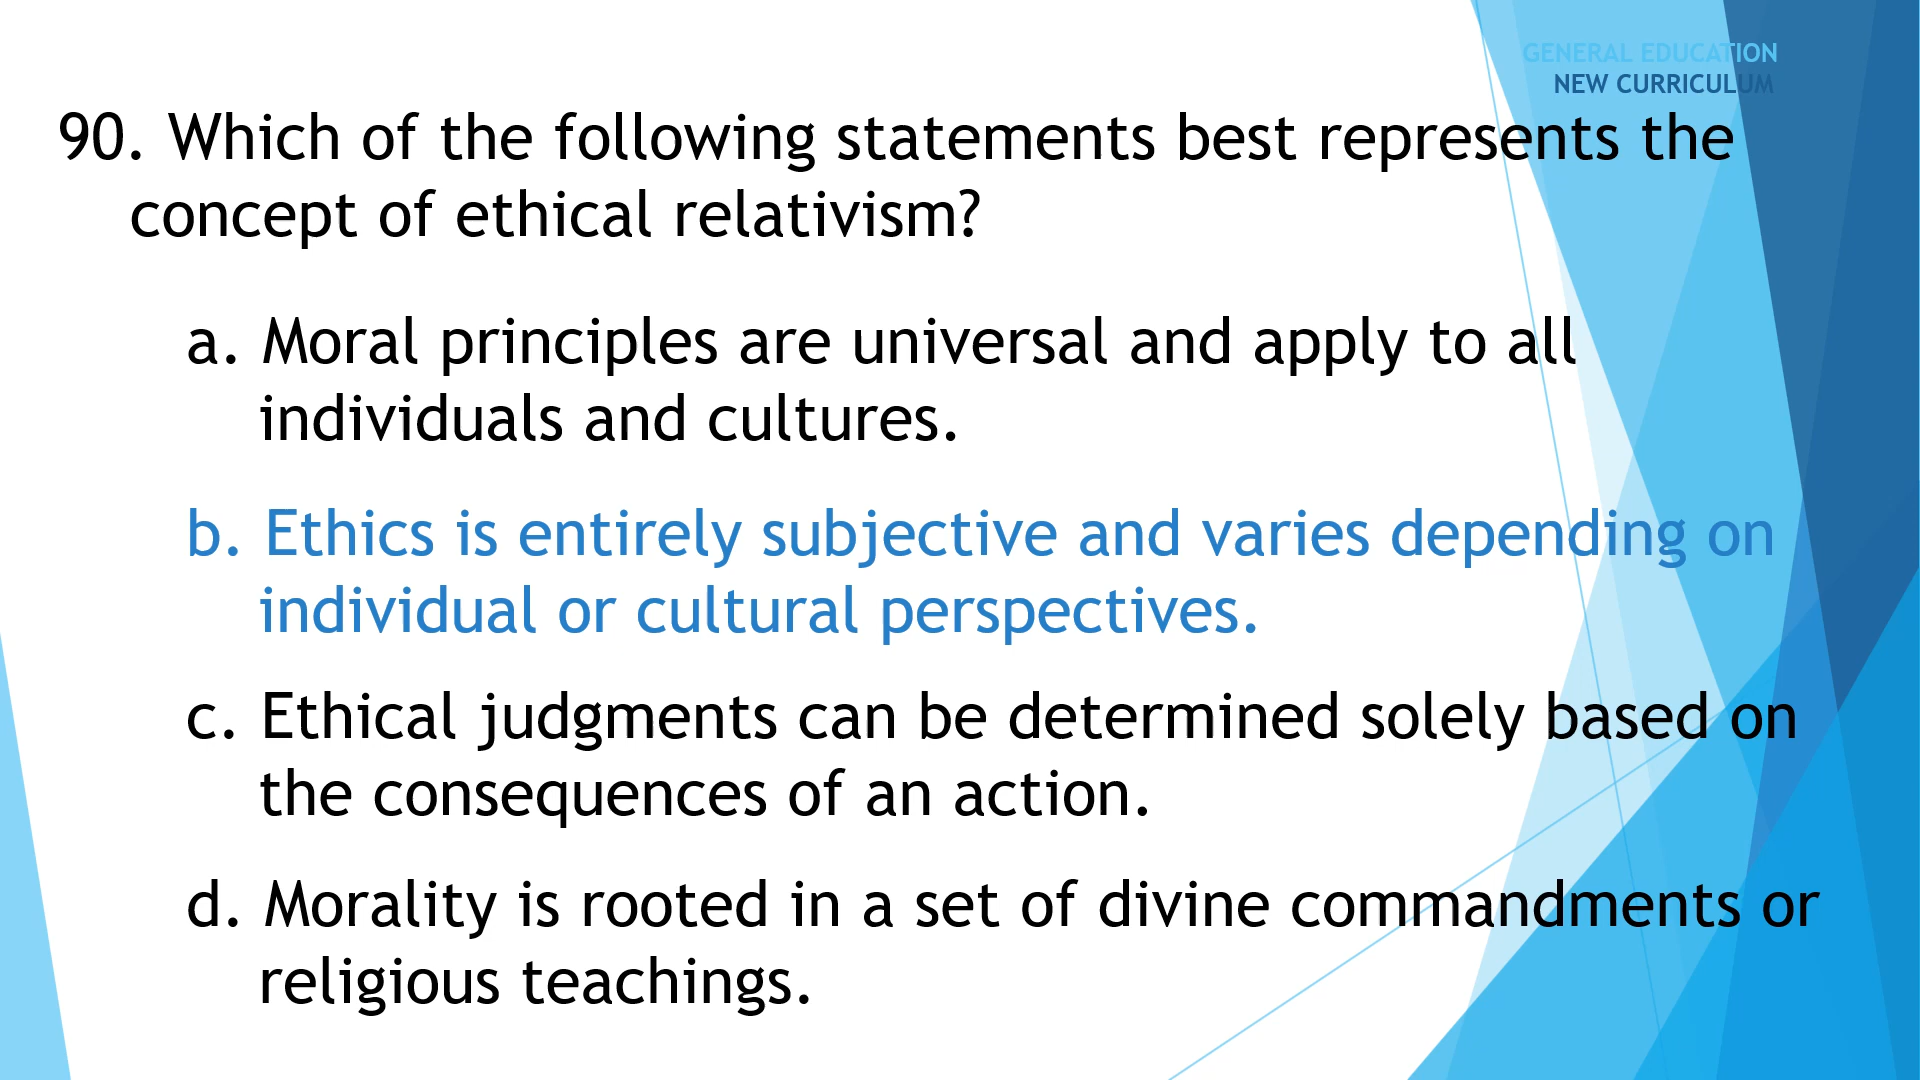 GENERAL EDUCATION
NEW CURRICULUM
90. Which of the following statements best represents the
concept of ethical relativism?
a. Moral principles are universal and apply to all
individuals and cultures.
b. Ethics is entirely subjective and varies depending on
individual or cultural perspectives.
c. Ethical judgments can be determined solely based on
the consequences of an action.
d. Morality is rooted in a set of divine commandments or
religious teachings.